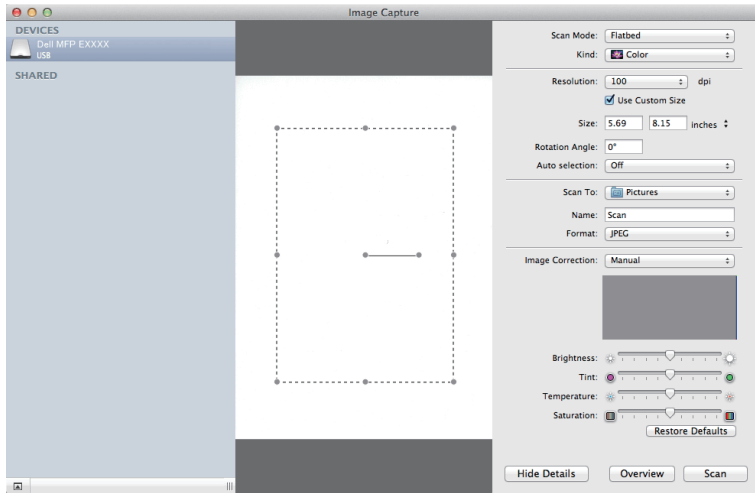 Image Capture
DEVICES
Dell MFP EXXXX
USB
SHARED
Scan Mode: Flatbed
Kind: Color
Resolution: 100 dpi
Use Custom Size
Size: 5.69 8.15 inches
Rotation Angle: 0°
Auto selection: Off
Scan To: Pictures
Name: Scan
Format: JPEG
Image Correction: Manual
Brightness:
Tint:
Temperature:
Saturation:
Restore Defaults
Hide Details Overview Scan